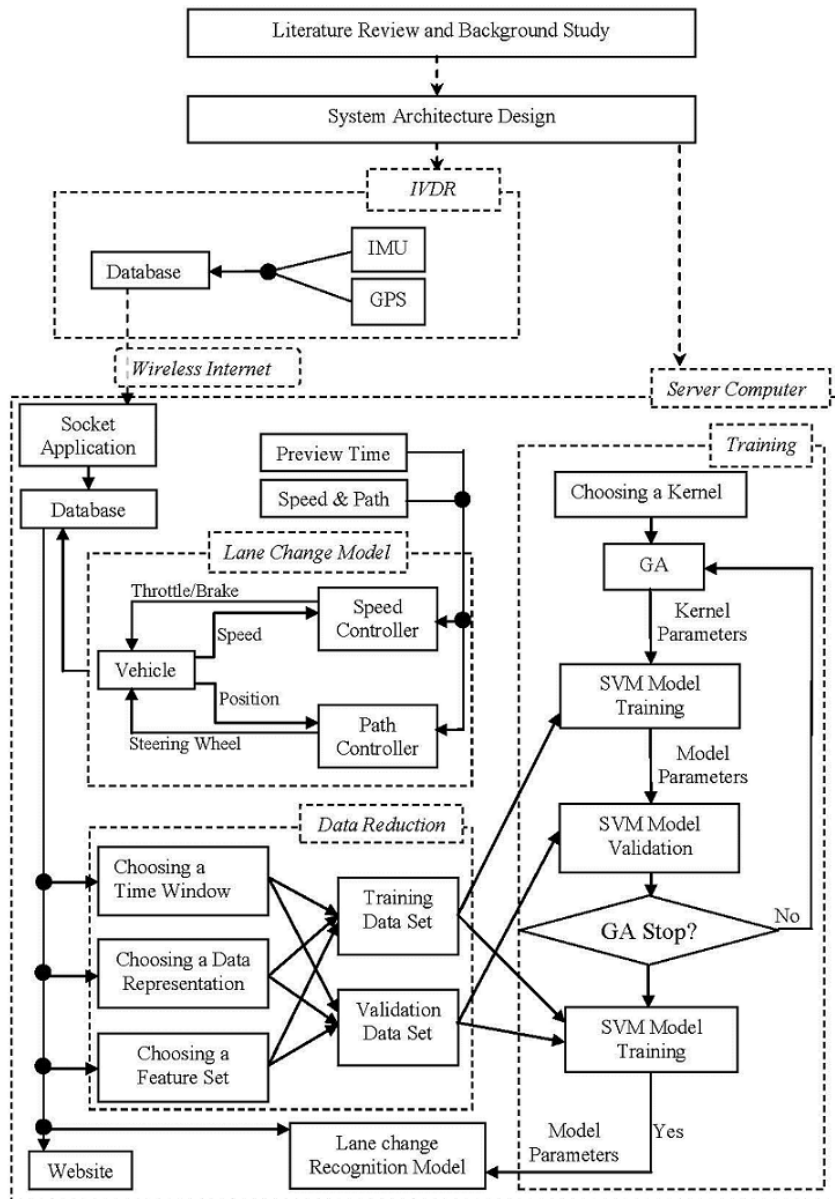 Literature Review and Background Study
System Architecture Design
IVDR
IMU
Database
GPS
Wireless Internet
Server Computer
Socket
Application
Database
Preview Time
Speed & Path
Lane Change Model
Throttle/Brake
Speed
Controller
Speed
Vehicle
Position
Path
Controller
Steering Wheel
Training
Choosing a Kernel
GA
Kernel
Parameters
SVM Model
Training
Model
Parameters
SVM Model
Validation
GA Stop?
No
SVM Model
Training
Data Reduction
Choosing a
Time Window
Choosing a Data
Representation
Choosing a
Feature Set
Training
Data Set
Validation
Data Set
Yes
Model
Parameters
Lane change
Recognition Model
Website